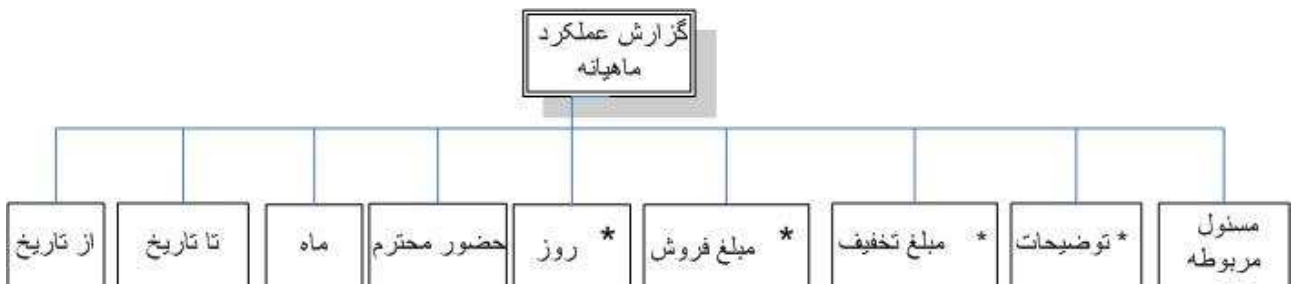 گزارش عملکرد
ماهیانه
مسئول
مربوطه
* توضیحات
* مبلغ تخفیف
* مبلغ فروش
* روز
حضور محترم
ماه
تا تاریخ
از تاریخ